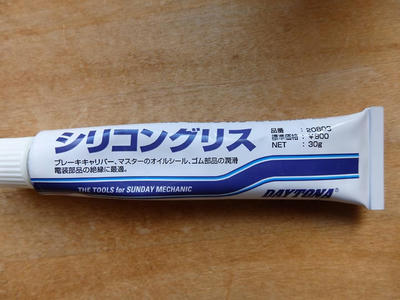 シリコングリス
品番 :
標準価格 : ¥900
NET : 30g
ブレーキキャリパー、マスターのオイルシール、ゴム部品の潤滑
電装部品の絶縁に最適。
THE TOOLS for SUNDAY MECHANIC
DAYTONA®